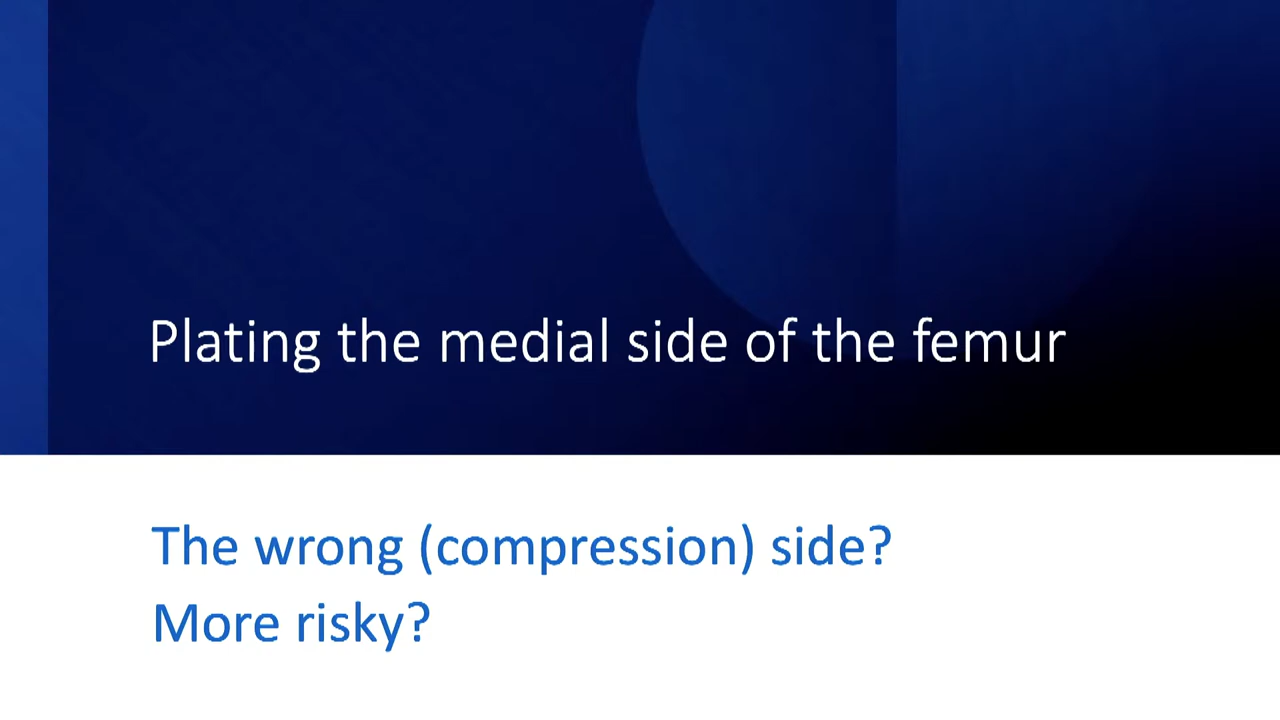 Plating the medial side of the femur
The wrong (compression) side?
More risky?